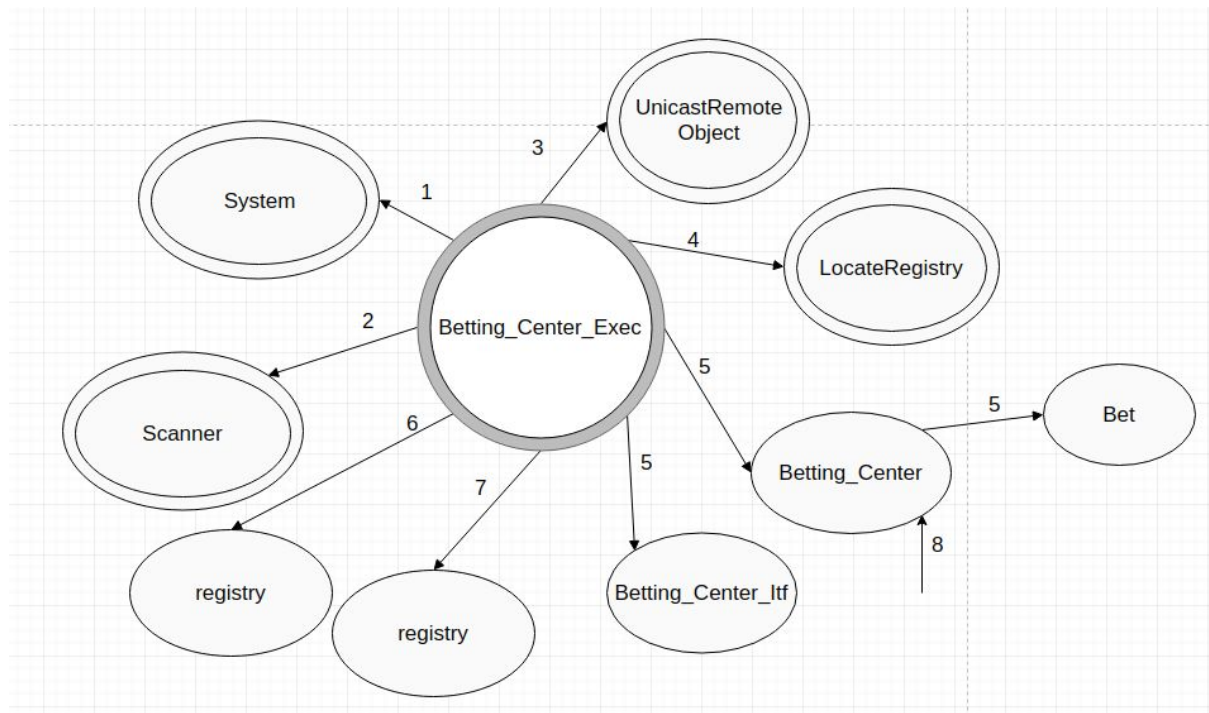 UnicastRemote
Object
3
System
1
4
LocateRegistry
2
Betting_Center_Exec
5
5
Bet
Scanner
6
5
Betting_Center
7
8
registry
Betting_Center_Itf
registry